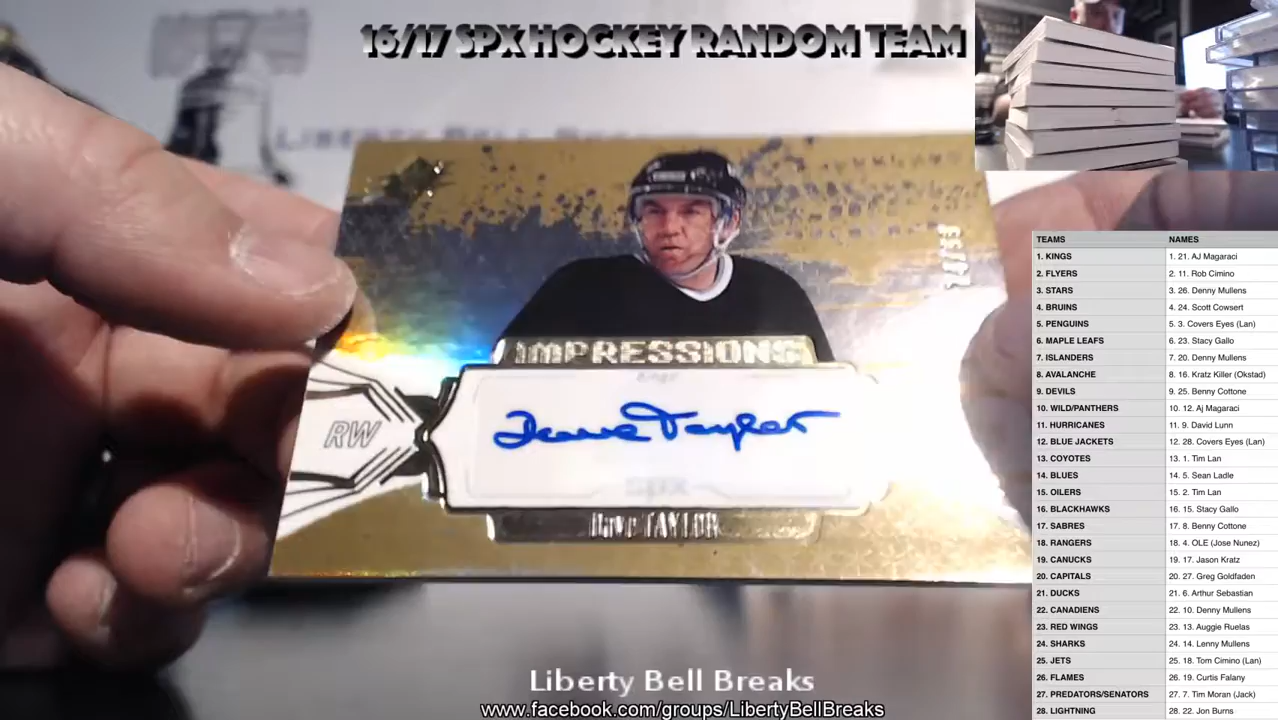 16/17 SPX HOCKEY RANDOM TEAM
LIBERTY BELL
IMPRESSIONS
RW
Dave Taylor
spx
Dave TAYLOR
TEAMS NAMES
1. KINGS 1. 21. AJ Magaraci
2. FLYERS 2. 11. Rob Cimino
3. STARS 3. 26. Denny Mullens
4. BRUINS 4. 24. Scott Cowsert
5. PENGUINS 5. 3. Covers Eyes (Lan)
6. MAPLE LEAFS 6. 23. Stacy Gallo
7. ISLANDERS 7. 20. Denny Mullens
8. AVALANCHE 8. 16. Kratz Killer (Okstad)
9. DEVILS 9. 25. Benny Cottone
10. WILD/PANTHERS 10. 12. Aj Magaraci
11. HURRICANES 11. 9. David Lunn
12. BLUE JACKETS 12. 28. Covers Eyes (Lan)
13. COYOTES 13. 1. Tim Lan
14. BLUES 14. 5. Sean Ladle
15. OILERS 15. 2. Tim Lan
16. BLACKHAWKS 16. 15. Stacy Gallo
17. SABRES 17. 8. Benny Cottone
18. RANGERS 18. 4. OLE (Jose Nunez)
19. CANUCKS 19. 17. Jason Kratz
20. CAPITALS 20. 27. Greg Goldfaden
21. DUCKS 21. 6. Arthur Sebastian
22. CANADIENS 22. 10. Denny Mullens
23. RED WINGS 23. 13. Auggie Ruelas
24. SHARKS 24. 14. Lenny Mullens
25. JETS 25. 18. Tom Cimino (Lan)
26. FLAMES 26. 19. Curtis Falany
27. PREDATORS/SENATORS 27. 7. Tim Moran (Jack)
28. LIGHTNING 28. 22. Jon Burns
Liberty Bell Breaks
www.facebook.com/groups/LibertyBellBreaks